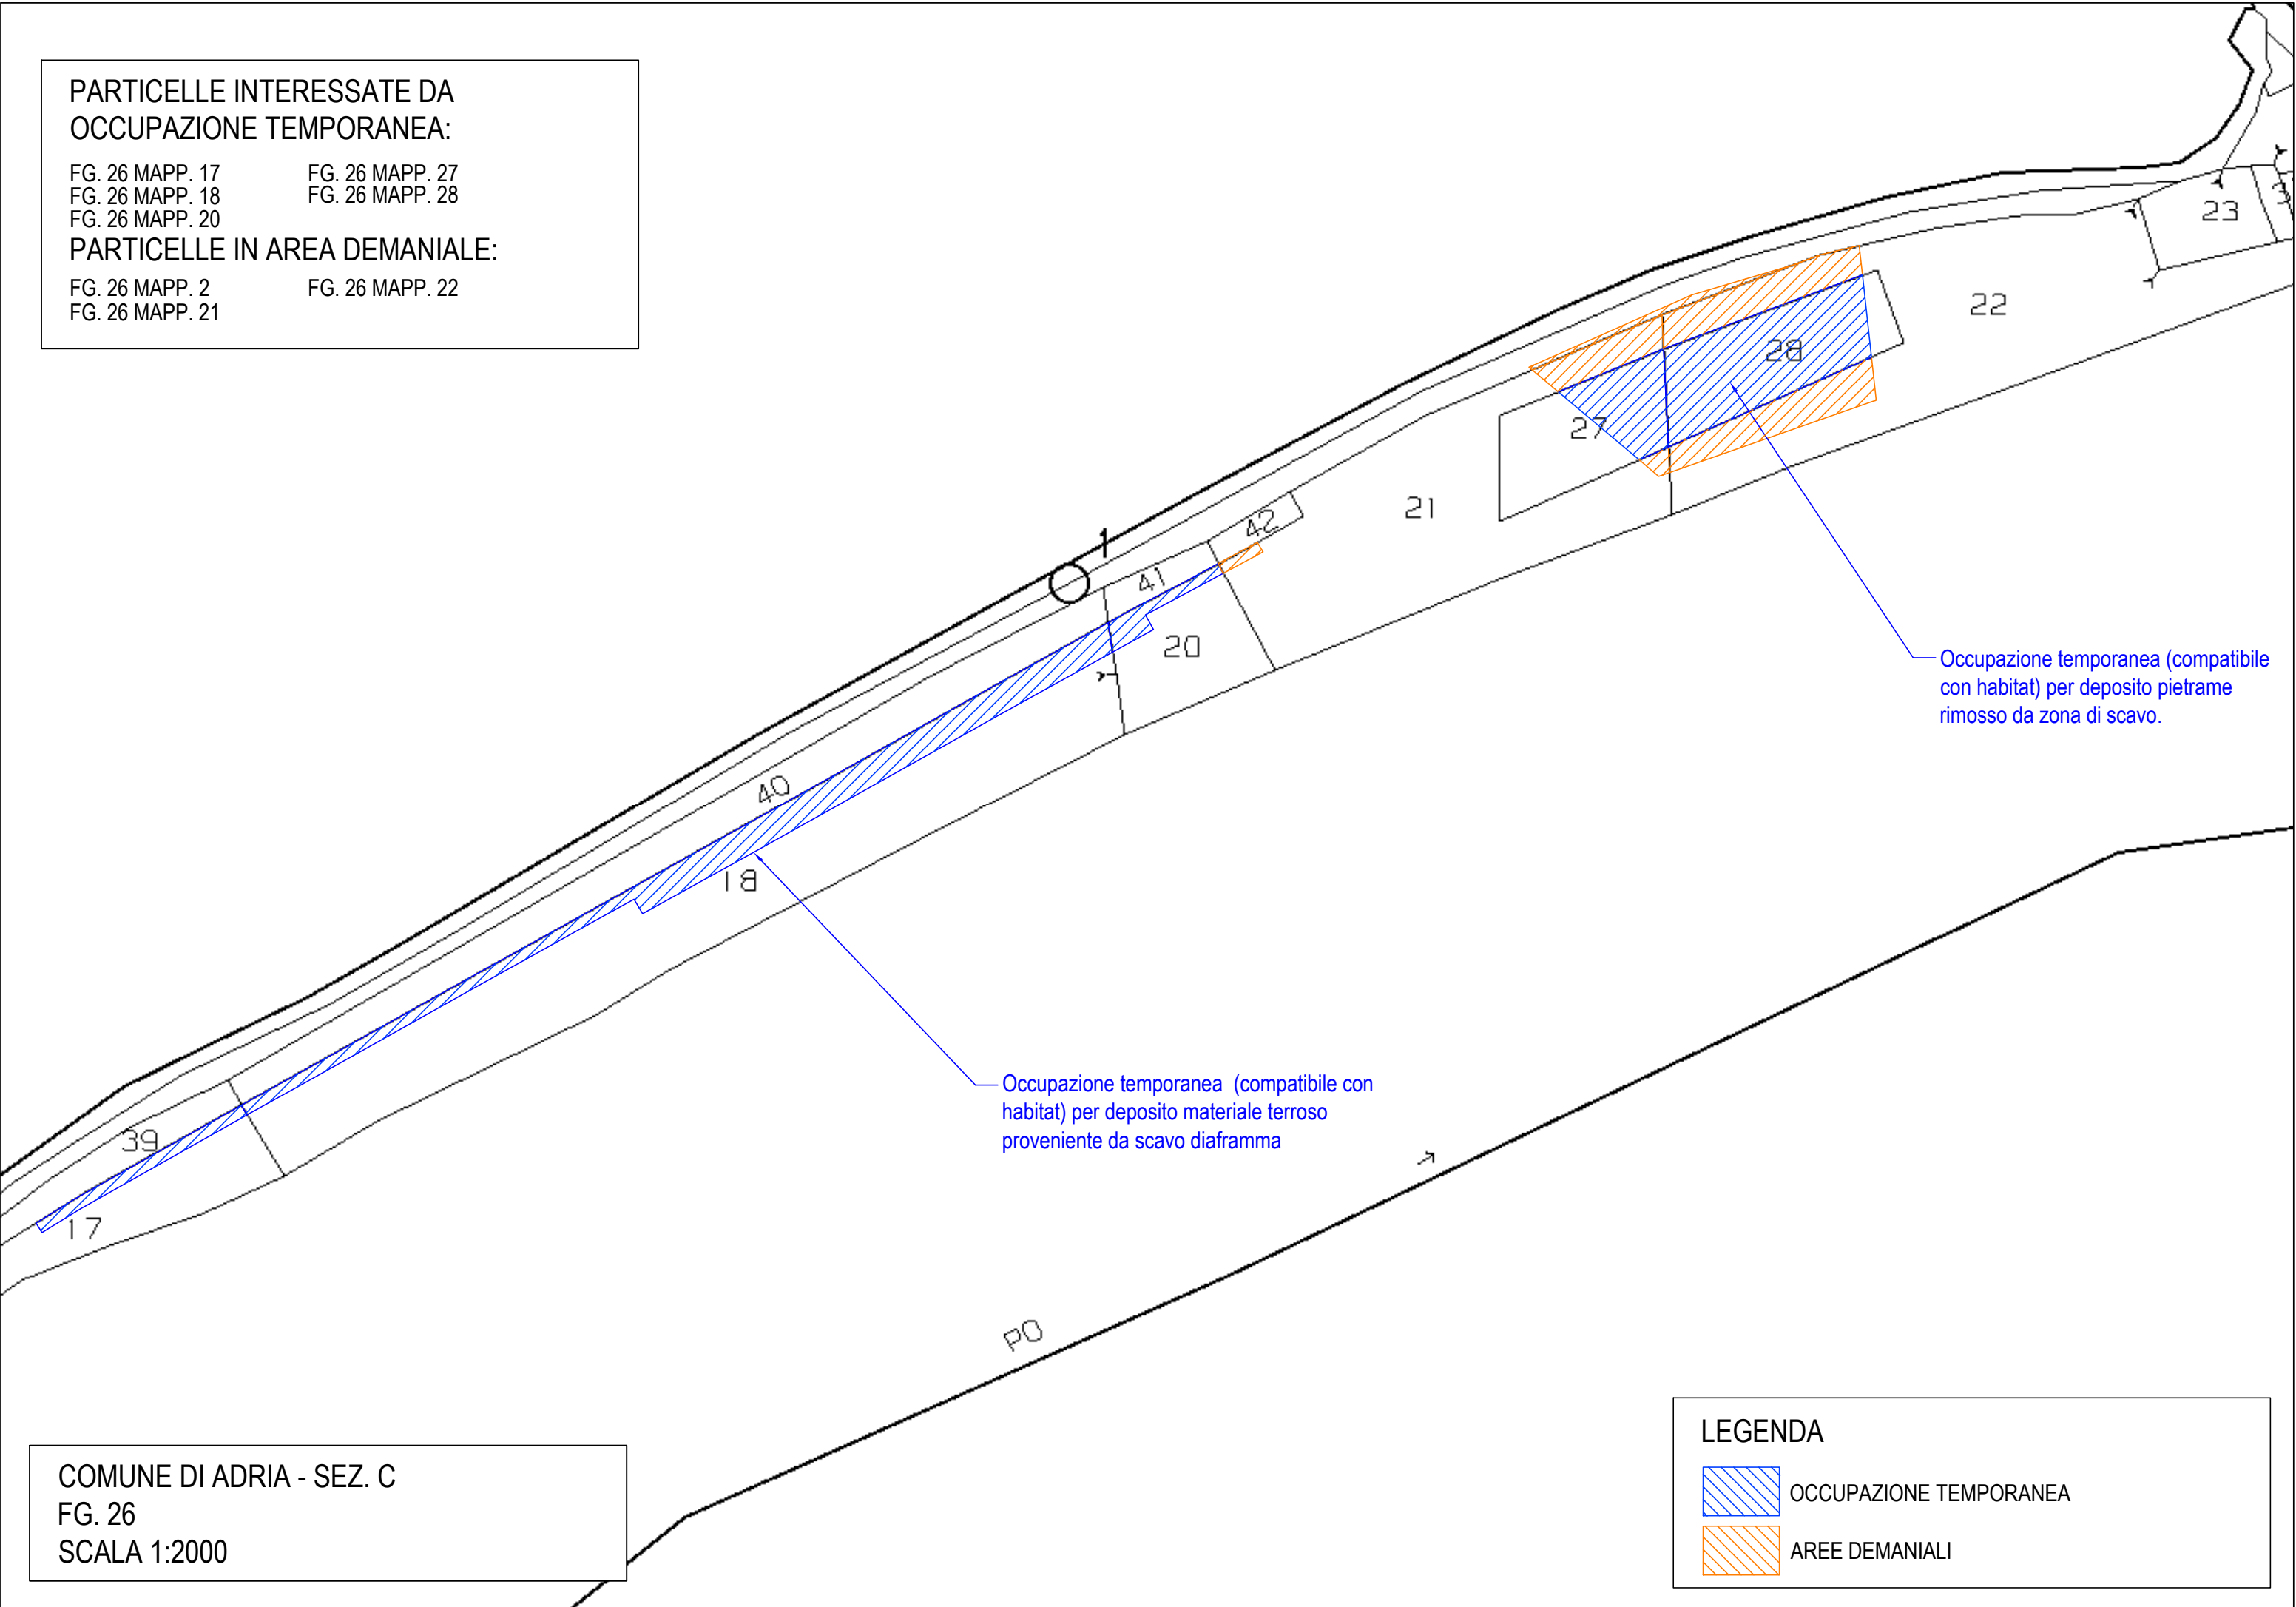 PARTICELLE INTERESSATE DA
OCCUPAZIONE TEMPORANEA:
FG. 26 MAPP. 17 FG. 26 MAPP. 27
FG. 26 MAPP. 18 FG. 26 MAPP. 28
FG. 26 MAPP. 20
PARTICELLE IN AREA DEMANIALE:
FG. 26 MAPP. 2 FG. 26 MAPP. 22
FG. 26 MAPP. 21
23
22
28
27
21
42
1
41
20
Occupazione temporanea (compatibile
con habitat) per deposito pietrame
rimosso da zona di scavo.
40
18
Occupazione temporanea (compatibile con
habitat) per deposito materiale terroso
proveniente da scavo diaframma
39
17
PO
COMUNE DI ADRIA - SEZ. C
FG. 26
SCALA 1:2000
LEGENDA
OCCUPAZIONE TEMPORANEA
AREE DEMANIALI